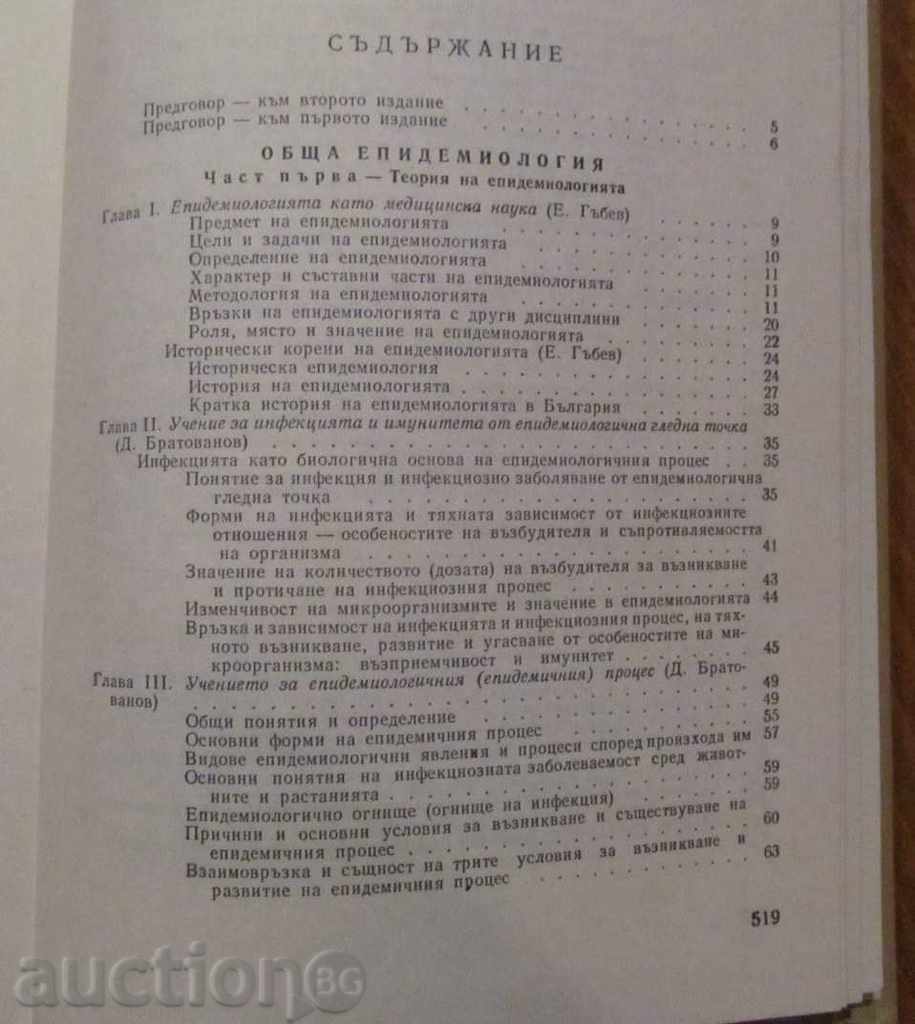 СЪДЪРЖАНИЕ
Предговор — към второто издание . . . . . . . . . . . . 5
Предговор — към първото издание . . . . . . . . . . . . 6
ОБЩА ЕПИДЕМИОЛОГИЯ
Част първа — Теория на епидемиологията
Глава I. Епидемиологията като медицинска наука (Е. Гъбев)
Предмет на епидемиологията . . . . . . . . . . 9
Цели и задачи на епидемиологията . . . . . . . . 9
Определение на епидемиологията . . . . . . . . . 10
Характер и съставни части на епидемиологията . . . . 11
Методология на епидемиологията . . . . . . . . . 11
Връзки на епидемиологията с други дисциплини . . . . 11
Роля, място и значение на епидемиологията . . . . . 20
Исторически корени на епидемиологията (Е. Гъбев) . . . . 22
Историческа епидемиология . . . . . . . . . . 24
История на епидемиологията . . . . . . . . . . 24
27
Кратка история на епидемиологията в България . . . . 33
Глава II. Учение за инфекцията и имунитета от епидемиологична гледна точка
(Д. Братованов) . . . . . . . . . . . . . . . 35
Инфекцията като биологична основа на епидемиологичния процес . . 35
Понятие за инфекция и инфекциозно заболяване от епидемиологична
гледна точка . . . . . . . . . . . . . . . 35
Форми на инфекцията и тяхната зависимост от инфекциозните
отношения — особеностите на възбудителя и съпротивляемостта
на организма . . . . . . . . . . . . . . . 41
Значение на количеството (дозата) на възбудителя за възникване
и протичане на инфекциозния процес . . . . . . . . 43
Изменчивост на микроорганизмите и значение в епидемиологията 44
Връзка и зависимост на инфекцията и инфекциозния процес, на тях-
ното възникване, развитие и угасване от особеностите на ми-
кроорганизма: възприемчивост и имунитет . . . . . . 45
Глава III. Учението за епидемиологичния (епидемичния) процес (Д. Брато-
ванов) . . . . . . . . . . . . . . . . . . 49
Общи понятия и определение . . . . . . . . . . 49
Основни форми на епидемичния процес . . . . . . . 55
Видове епидемиологични явления и процеси според произхода им 57
Основни понятия на инфекциозната заболеваемост сред живот-
ните и растанията . . . . . . . . . . . . . 59
Епидемиологично огнище (огнище на инфекция) . . . . . 59
Причини и основни условия за възникване и съществуване на
епидемичния процес . . . . . . . . . . . . . 60
Взаимовръзка и същност на трите условия за възникване и
развитие на епидемичния процес . . . . . . . . . 63
519
auction BG